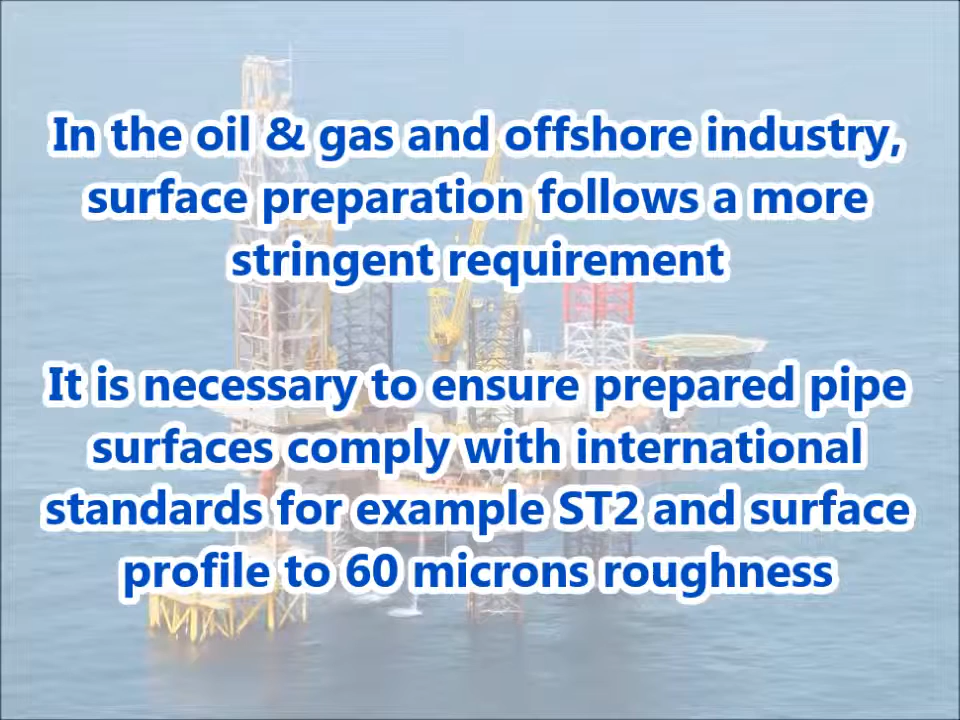 In the oil & gas and offshore industry,
surface preparation follows a more
stringent requirement
It is necessary to ensure prepared pipe
surfaces comply with international
standards for example ST2 and surface
profile to 60 microns roughness